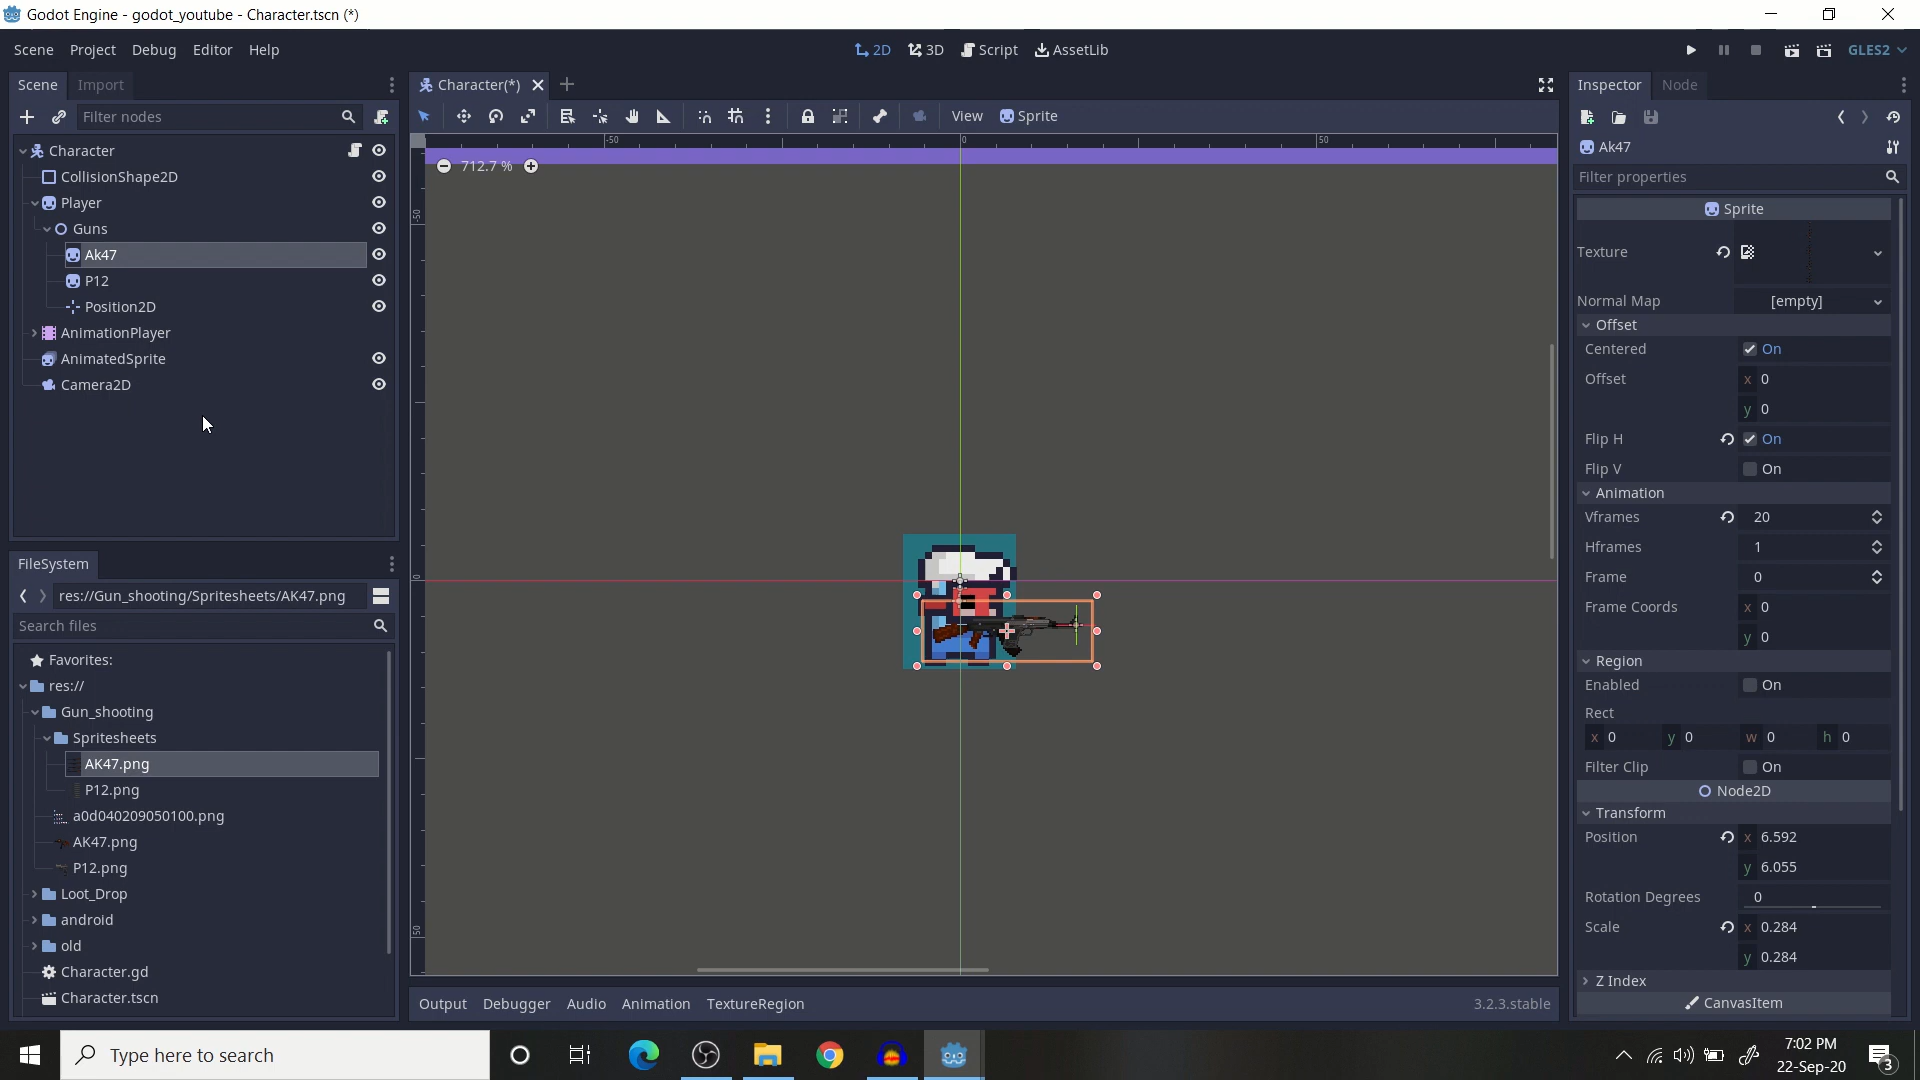 Godot Engine - godot_youtube - Character.tscn (*)
Scene Project Debug Editor Help
2D 3D Script AssetLib
GLES2
Scene Import
Filter nodes
Character
CollisionShape2D
Player
Guns
Ak47
P12
Position2D
AnimationPlayer
AnimatedSprite
Camera2D
FileSystem
res://Gun_shooting/Spritesheets/AK47.png
Search files
Favorites:
res://
Gun_shooting
Spritesheets
AK47.png
P12.png
a0d040209050100.png
AK47.png
P12.png
Loot_Drop
android
old
Character.gd
Character.tscn
Character(*)
View Sprite
-50 0 50
712.7 %
-50
0
50
Output Debugger Audio Animation TextureRegion
3.2.3.stable
Inspector Node
Ak47
Filter properties
Sprite
Texture
Normal Map [empty]
Offset
Centered On
Offset x 0
y 0
Flip H On
Flip V On
Animation
Vframes 20
Hframes 1
Frame 0
Frame Coords x 0
y 0
Region
Enabled On
Rect
x 0 y 0 w 0 h 0
Filter Clip On
Node2D
Transform
Position x 6.592
y 6.055
Rotation Degrees 0
Scale x 0.284
y 0.284
Z Index
CanvasItem
Type here to search
7:02 PM
22-Sep-20
3